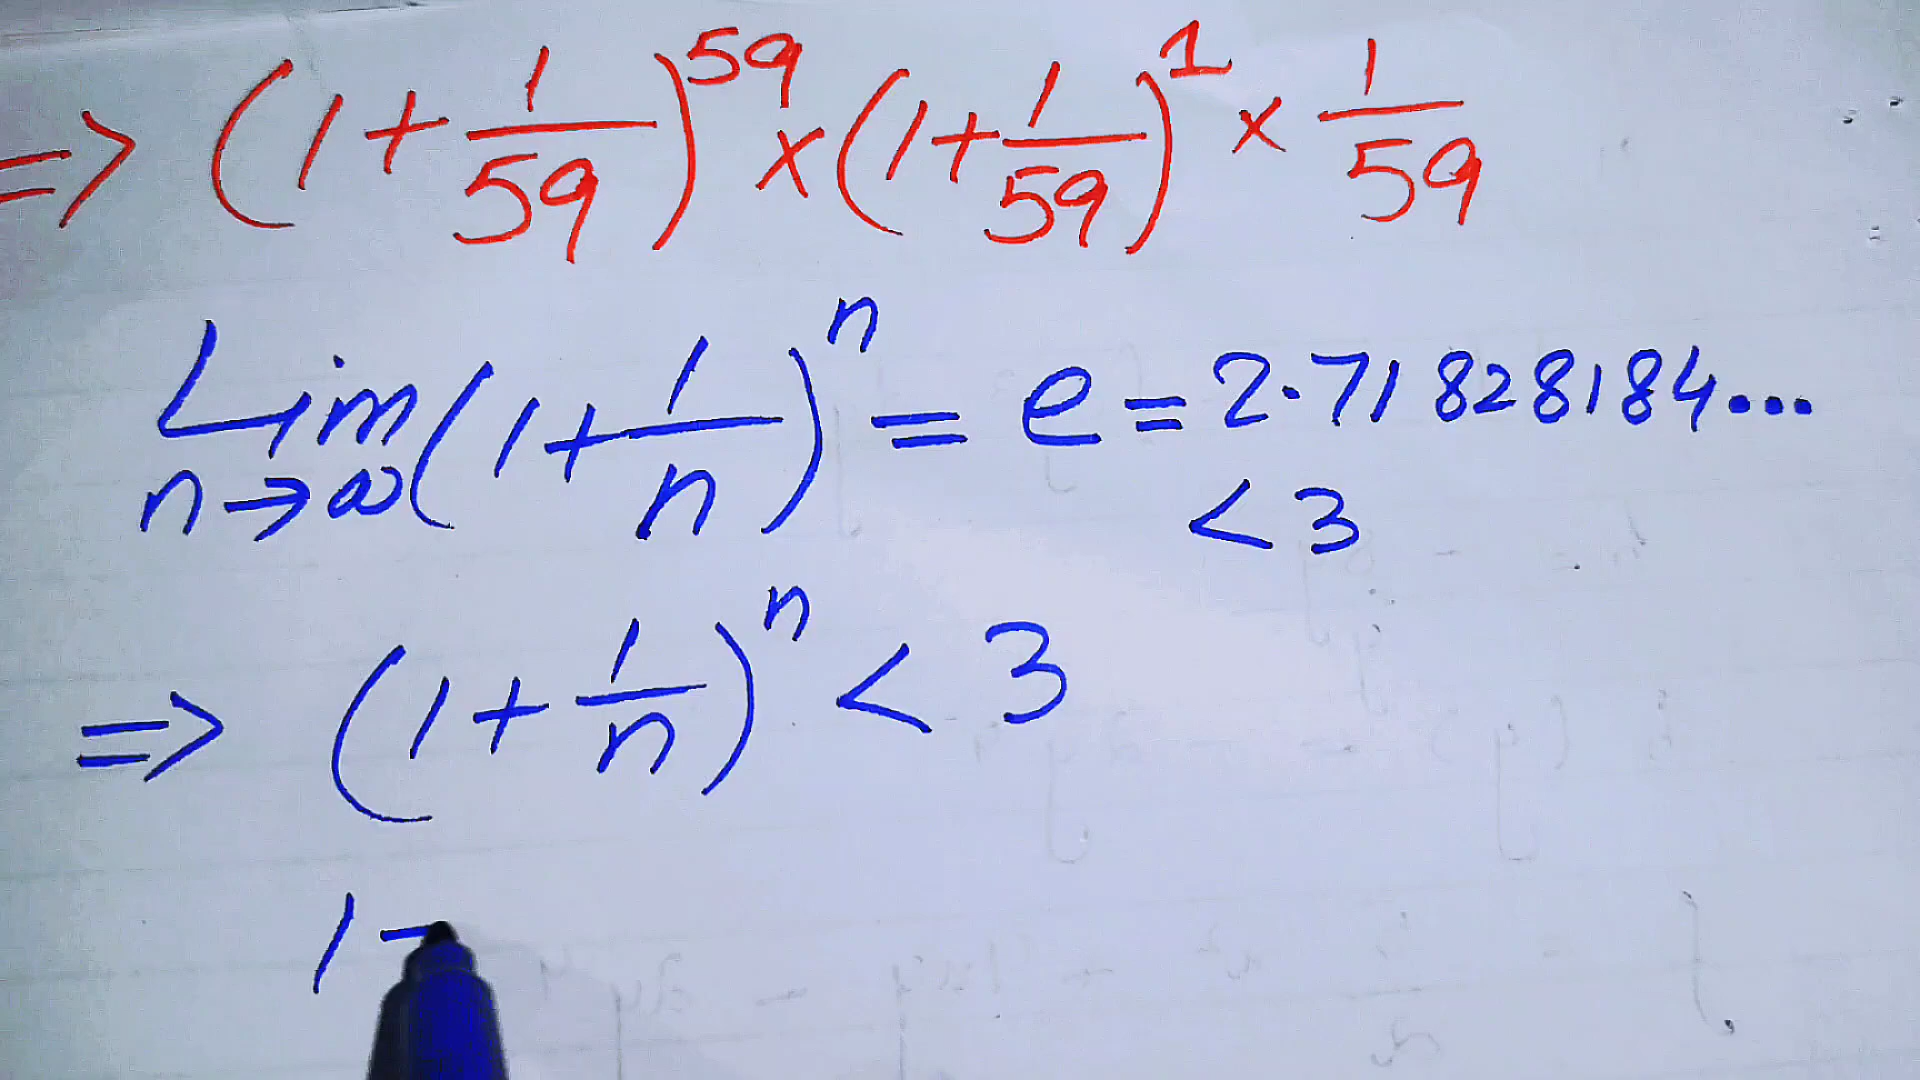 => (1 + 1/59)^59 × (1 + 1/59)^1 × 1/59
Lim n→∞ (1 + 1/n)^n = e = 2.71828184...
< 3
=> (1 + 1/n)^n < 3
1 -